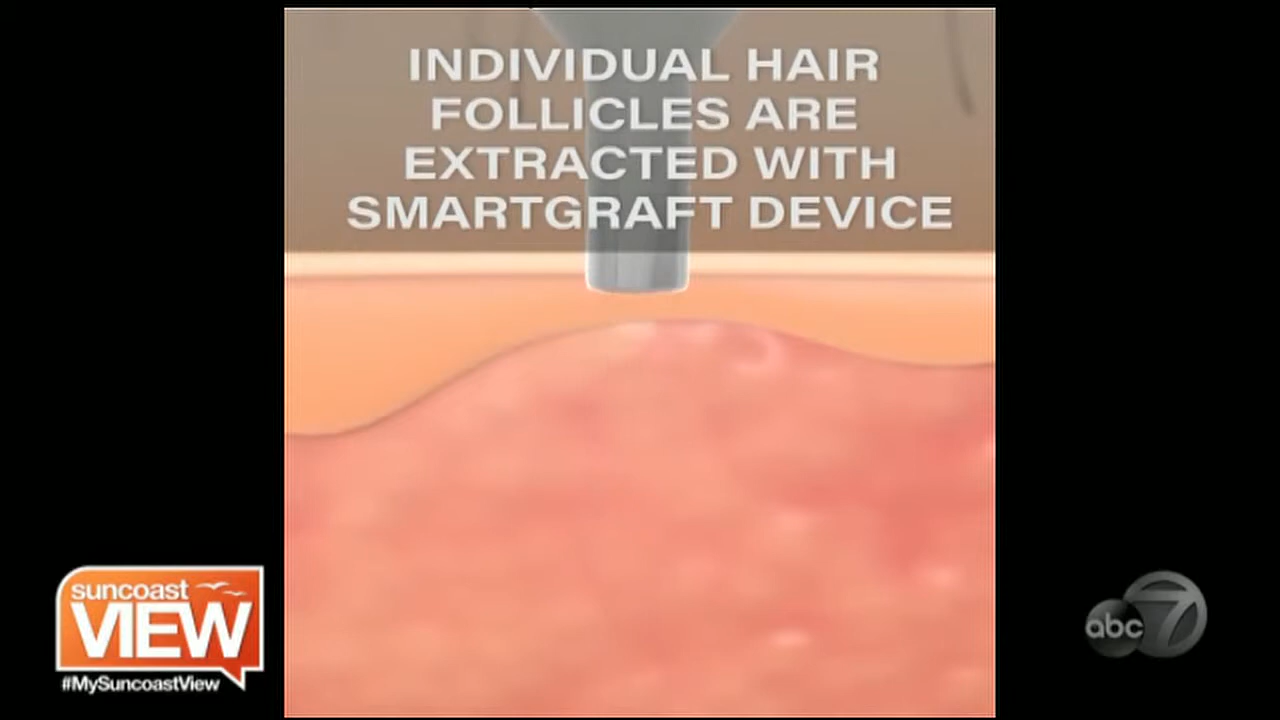 INDIVIDUAL HAIR
FOLLICLES ARE
EXTRACTED WITH
SMARTGRAFT DEVICE
suncoast
VIEW
#MySuncoastView
abc 7